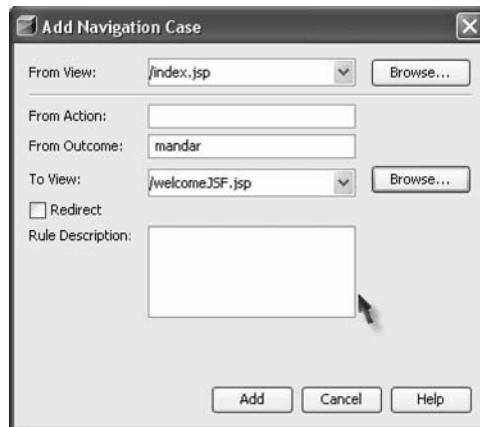 Add Navigation Case
From View: /index.jsp Browse...
From Action:
From Outcome: mandar
To View: /welcomeJSF.jsp Browse...
Redirect
Rule Description:
Add Cancel Help